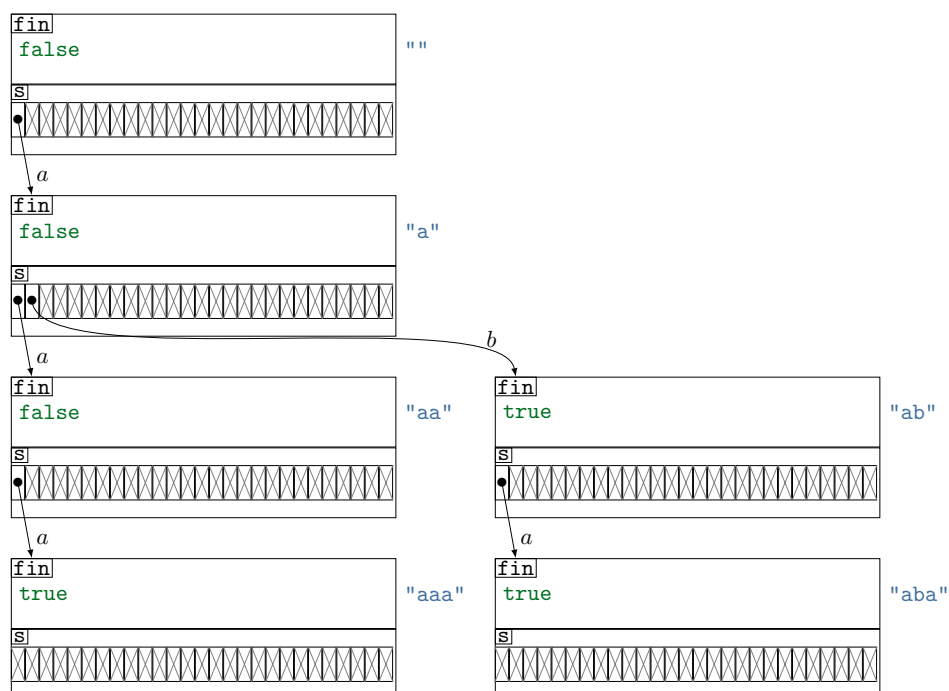 fin
false
""
s
a
fin
false
"a"
s
a
b
fin
false
"aa"
s
fin
true
"ab"
s
a
a
fin
true
"aaa"
s
fin
true
"aba"
s